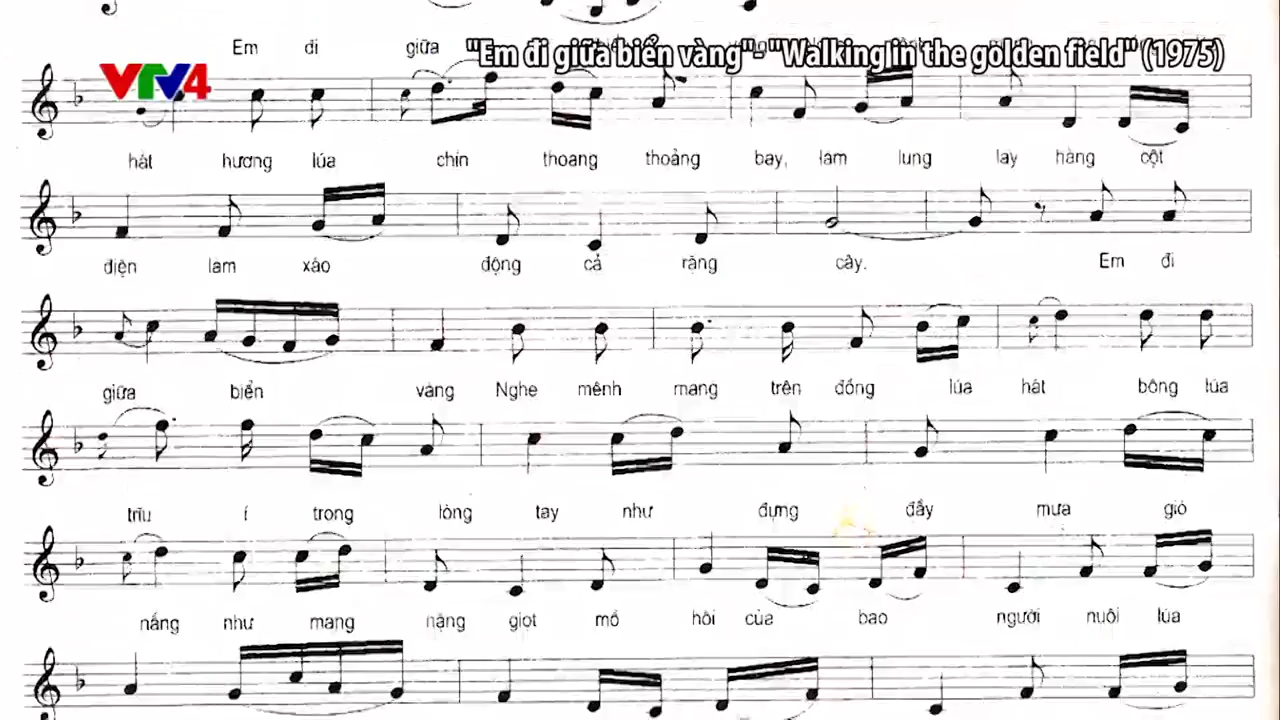 Em đi giữa
"Em đi giữa biển vàng"- "Walking in the golden field" (1975)
VTV4
hát hương lúa chín thoang thoảng bay, làm lung lay hàng cột
điện làm xáo động cả rặng cây. Em đi
giữa biển vàng Nghe mênh mang trên đồng lúa hát bông lúa
trĩu í trong lòng tay như đựng đầy mưa gió
nắng như mang nặng giọt mồ hôi của bao người nuôi lúa